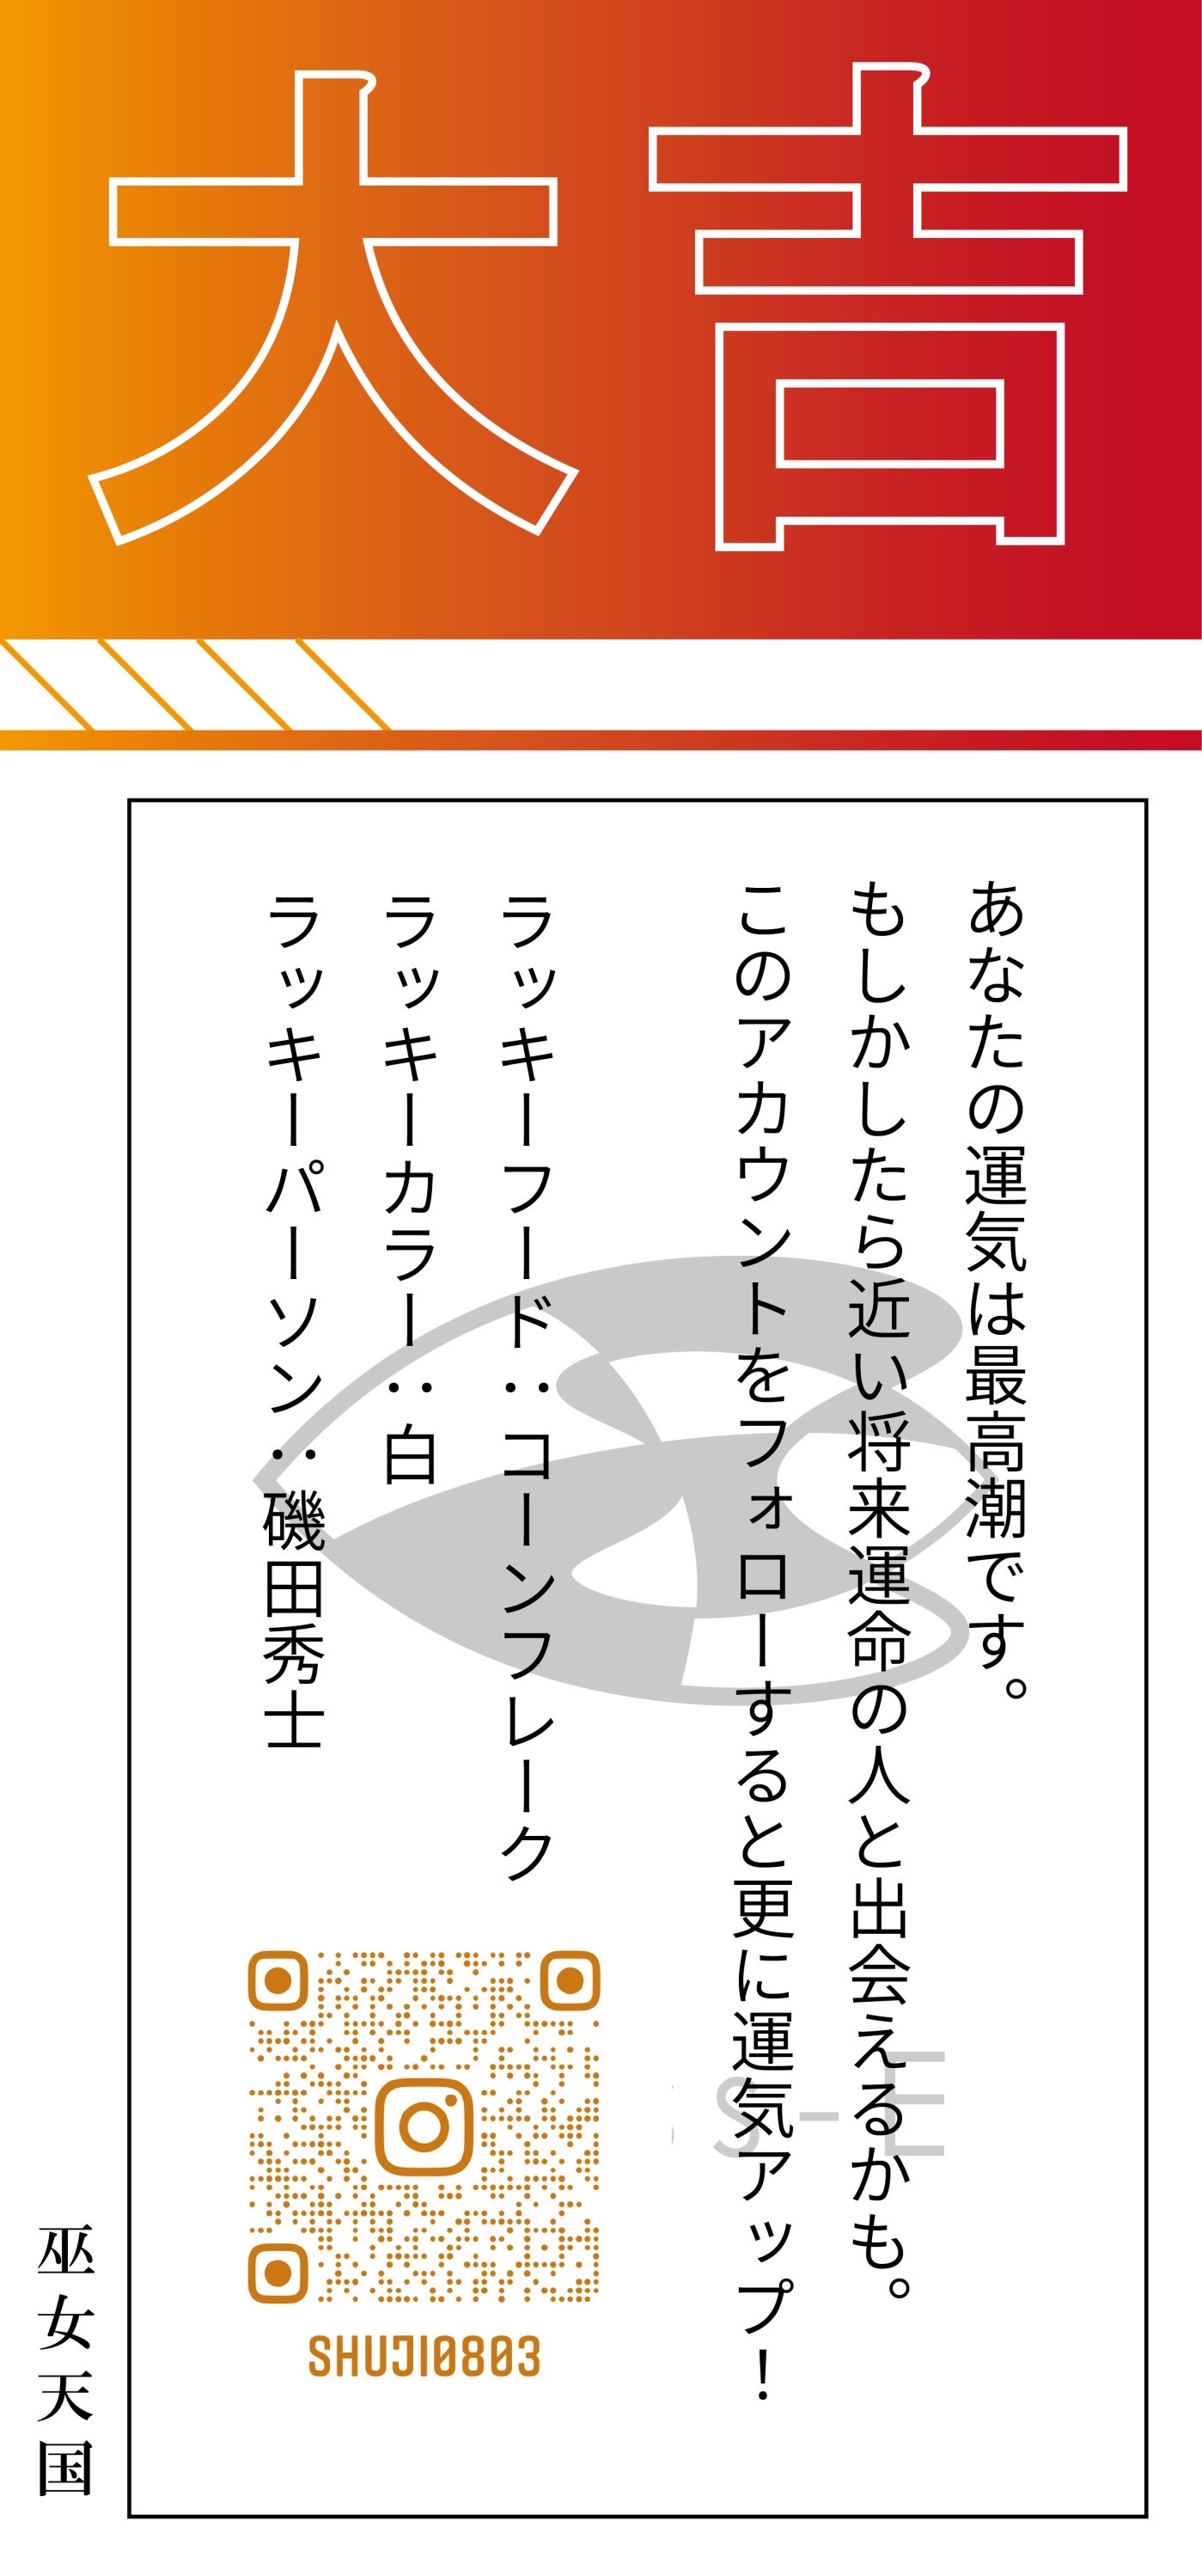 大吉
あなたの運気は最高潮です。
もしかしたら近い将来運命の人と出会えるかも。
このアカウントをフォローすると更に運気アップ!
ラッキーフード:コーンフレーク
ラッキーカラー:白
ラッキーパーソン:磯田秀士
SHUJI0803
巫女天国